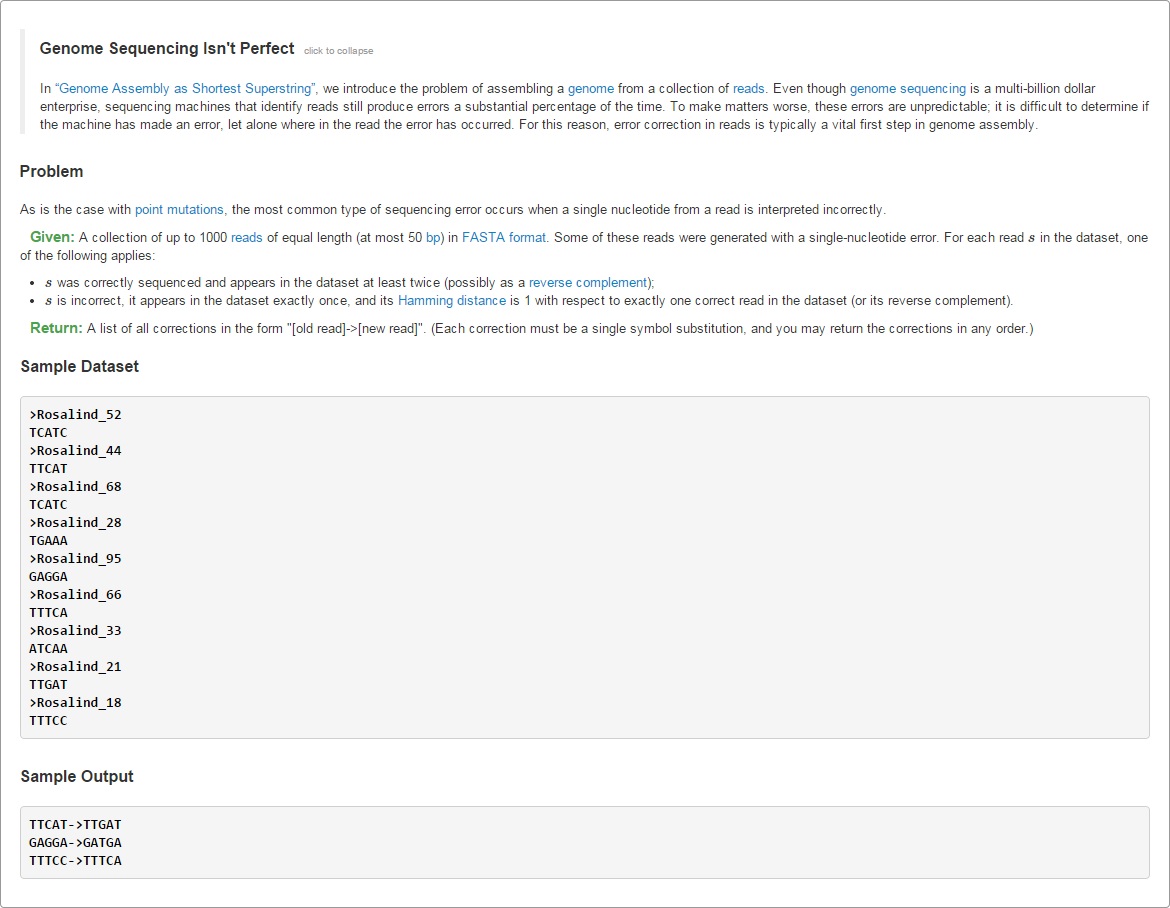 Genome Sequencing Isn't Perfect click to collapse
In “Genome Assembly as Shortest Superstring”, we introduce the problem of assembling a genome from a collection of reads. Even though genome sequencing is a multi-billion dollar
enterprise, sequencing machines that identify reads still produce errors a substantial percentage of the time. To make matters worse, these errors are unpredictable; it is difficult to determine if
the machine has made an error, let alone where in the read the error has occurred. For this reason, error correction in reads is typically a vital first step in genome assembly.
Problem
As is the case with point mutations, the most common type of sequencing error occurs when a single nucleotide from a read is interpreted incorrectly.
Given: A collection of up to 1000 reads of equal length (at most 50 bp) in FASTA format. Some of these reads were generated with a single-nucleotide error. For each read s in the dataset, one
of the following applies:
• s was correctly sequenced and appears in the dataset at least twice (possibly as a reverse complement);
• s is incorrect, it appears in the dataset exactly once, and its Hamming distance is 1 with respect to exactly one correct read in the dataset (or its reverse complement).
Return: A list of all corrections in the form "[old read]->[new read]". (Each correction must be a single symbol substitution, and you may return the corrections in any order.)
Sample Dataset
>Rosalind_52
TCATC
>Rosalind_44
TTCAT
>Rosalind_68
TCATC
>Rosalind_28
TGAAA
>Rosalind_95
GAGGA
>Rosalind_66
TTTCA
>Rosalind_33
ATCAA
>Rosalind_21
TTGAT
>Rosalind_18
TTTCC
Sample Output
TTCAT->TTGAT
GAGGA->GATGA
TTTCC->TTTCA